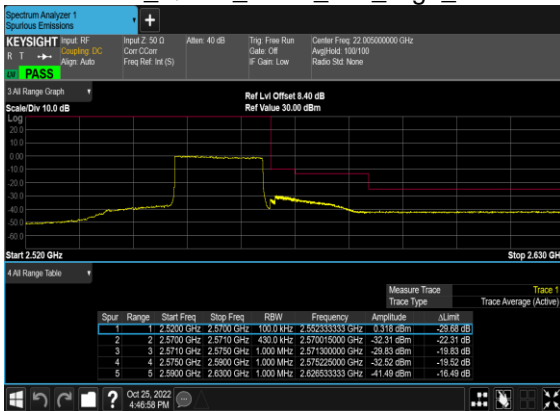 Spectrum Analyzer 1
Spurious Emissions
KEYSIGHT Input: RF Input Z: 50 Ω Atten: 40 dB Trig: Free Run Center Freq: 22.005000000 GHz
R T Coupling: DC Corr CCorr Gate: Off Avg|Hold: 100/100
Align: Auto Freq Ref: Int (S) IF Gain: Low Radio Std: None
PASS
3 All Range Graph
Ref Lvl Offset 8.40 dB
Scale/Div 10.0 dB Ref Value 30.00 dBm
Log
20.0
10.0
0.00
-10.0
-20.0
-30.0
-40.0
-50.0
-60.0
Start 2.520 GHz Stop 2.630 GH
4 All Range Table
Measure Trace Trace 1
Trace Type Trace Average (Active)
Spur Range Start Freq Stop Freq RBW Frequency Amplitude ΔLimit
1 1 2.5200 GHz 2.5700 GHz 100.0 kHz 2.552333333 GHz 0.318 dBm -29.68 dB
2 2 2.5700 GHz 2.5710 GHz 430.0 kHz 2.570015000 GHz -32.31 dBm -22.31 dB
3 3 2.5710 GHz 2.5750 GHz 1.000 MHz 2.571300000 GHz -29.83 dBm -19.83 dB
4 4 2.5750 GHz 2.5900 GHz 1.000 MHz 2.575225000 GHz -32.52 dBm -19.52 dB
5 5 2.5900 GHz 2.6300 GHz 1.000 MHz 2.626533333 GHz -41.49 dBm -16.49 dB
Oct 25, 2022
4:46:58 PM